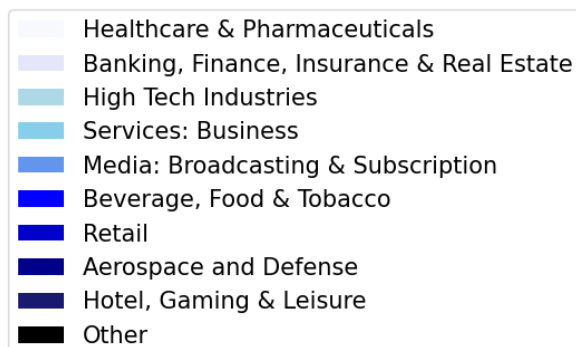 Healthcare & Pharmaceuticals
Banking, Finance, Insurance & Real Estate
High Tech Industries
Services: Business
Media: Broadcasting & Subscription
Beverage, Food & Tobacco
Retail
Aerospace and Defense
Hotel, Gaming & Leisure
Other